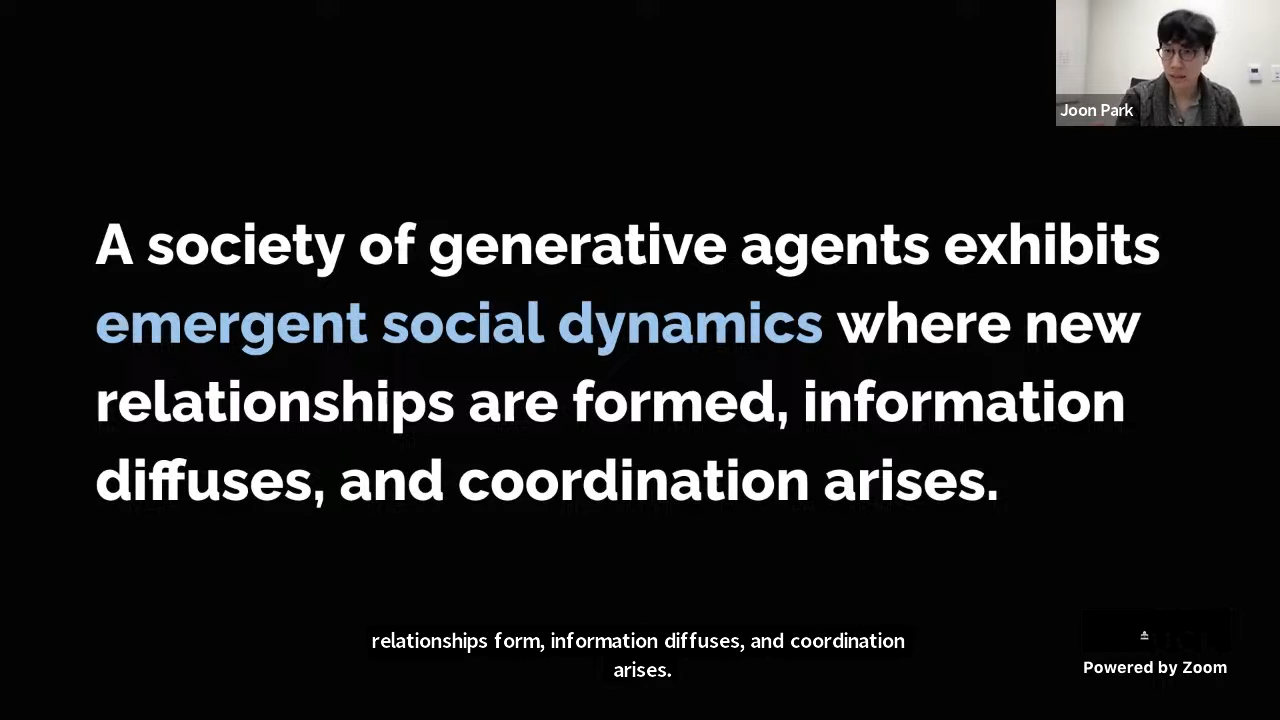 Joon Park
A society of generative agents exhibits
emergent social dynamics where new
relationships are formed, information
diffuses, and coordination arises.
relationships form, information diffuses, and coordination
arises.
Powered by Zoom